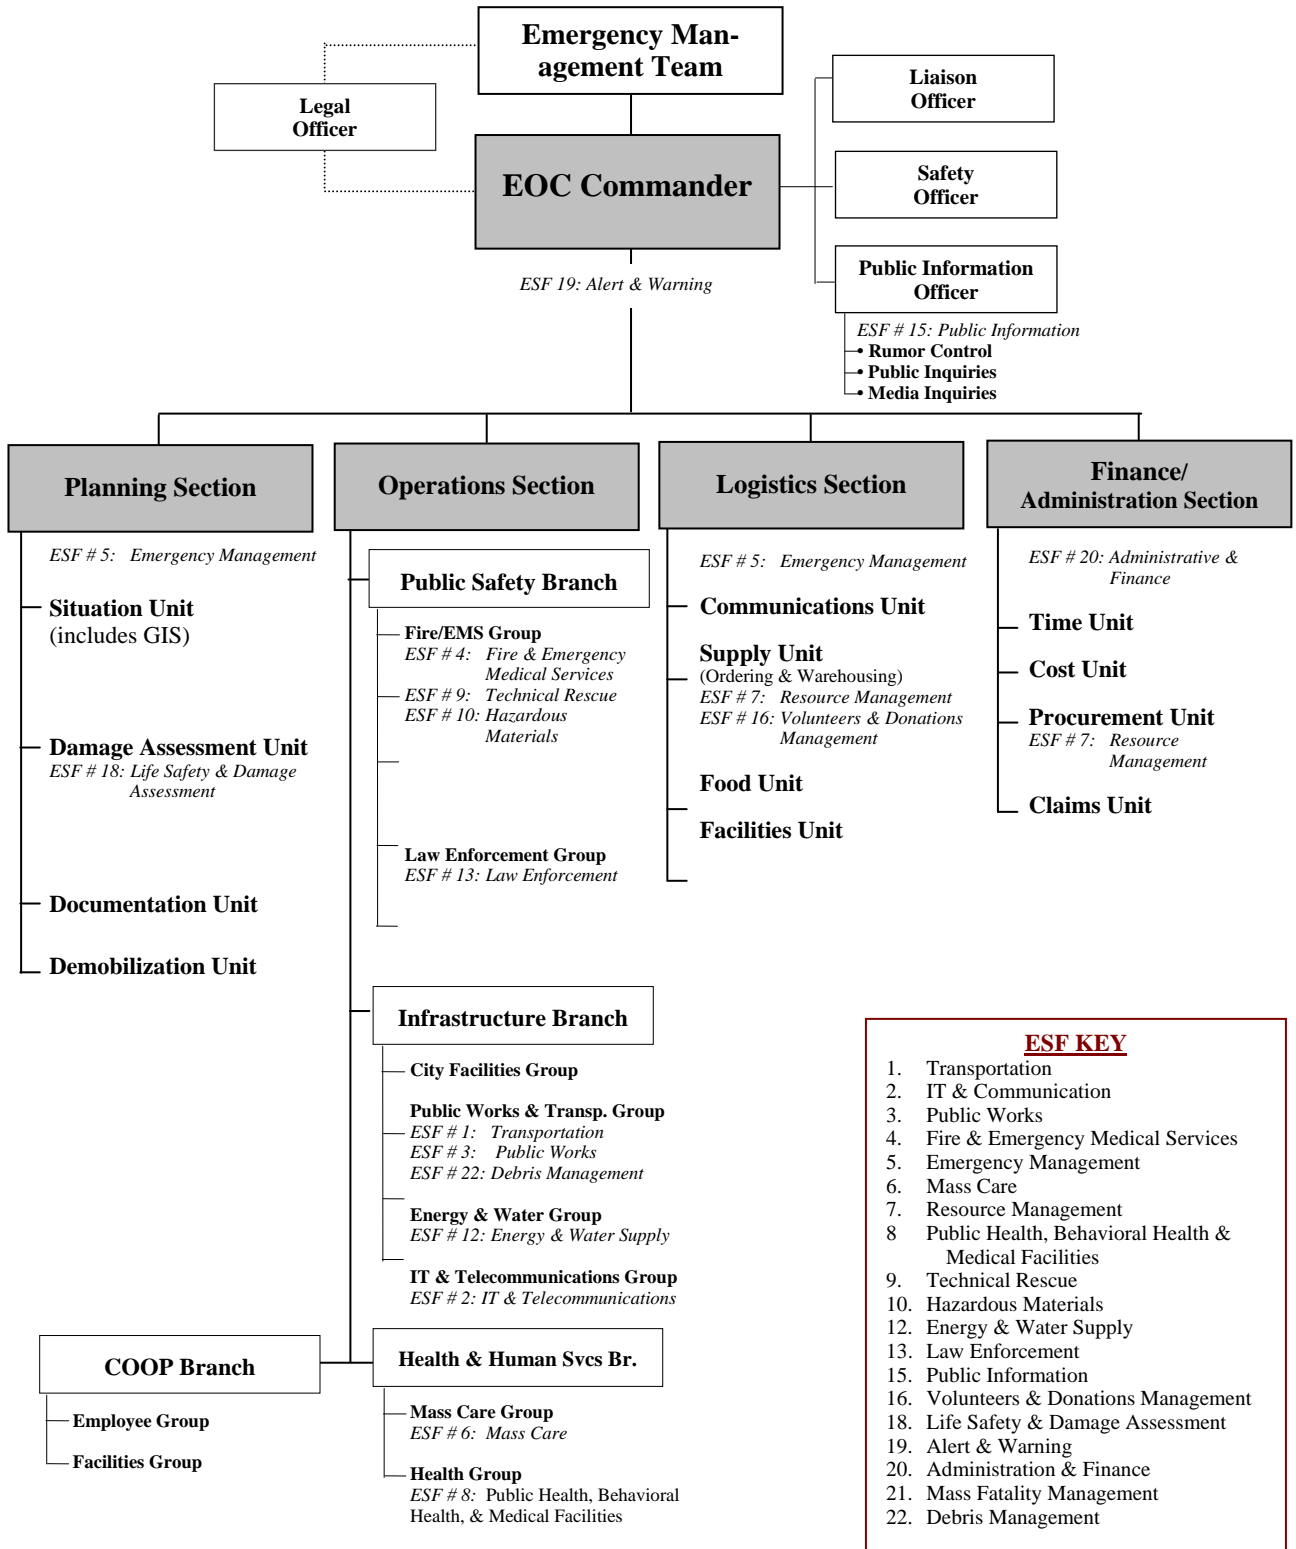 Emergency Man-
agement Team
Legal
Officer
Liaison
Officer
EOC Commander
Safety
Officer
Public Information
Officer
ESF 19: Alert & Warning
ESF # 15: Public Information
• Rumor Control
• Public Inquiries
• Media Inquiries
Planning Section
ESF # 5: Emergency Management
Situation Unit
(includes GIS)
Damage Assessment Unit
ESF # 18: Life Safety & Damage
Assessment
Documentation Unit
Demobilization Unit
Operations Section
Public Safety Branch
Fire/EMS Group
ESF # 4: Fire & Emergency
Medical Services
ESF # 9: Technical Rescue
ESF # 10: Hazardous
Materials
Law Enforcement Group
ESF # 13: Law Enforcement
Infrastructure Branch
City Facilities Group
Public Works & Transp. Group
ESF # 1: Transportation
ESF # 3: Public Works
ESF # 22: Debris Management
Energy & Water Group
ESF # 12: Energy & Water Supply
IT & Telecommunications Group
ESF # 2: IT & Telecommunications
COOP Branch
Employee Group
Facilities Group
Health & Human Svcs Br.
Mass Care Group
ESF # 6: Mass Care
Health Group
ESF # 8: Public Health, Behavioral
Health, & Medical Facilities
Logistics Section
ESF # 5: Emergency Management
Communications Unit
Supply Unit
(Ordering & Warehousing)
ESF # 7: Resource Management
ESF # 16: Volunteers & Donations
Management
Food Unit
Facilities Unit
Finance/
Administration Section
ESF # 20: Administrative &
Finance
Time Unit
Cost Unit
Procurement Unit
ESF # 7: Resource
Management
Claims Unit
ESF KEY
1. Transportation
2. IT & Communication
3. Public Works
4. Fire & Emergency Medical Services
5. Emergency Management
6. Mass Care
7. Resource Management
8 Public Health, Behavioral Health &
Medical Facilities
9. Technical Rescue
10. Hazardous Materials
12. Energy & Water Supply
13. Law Enforcement
15. Public Information
16. Volunteers & Donations Management
18. Life Safety & Damage Assessment
19. Alert & Warning
20. Administration & Finance
21. Mass Fatality Management
22. Debris Management